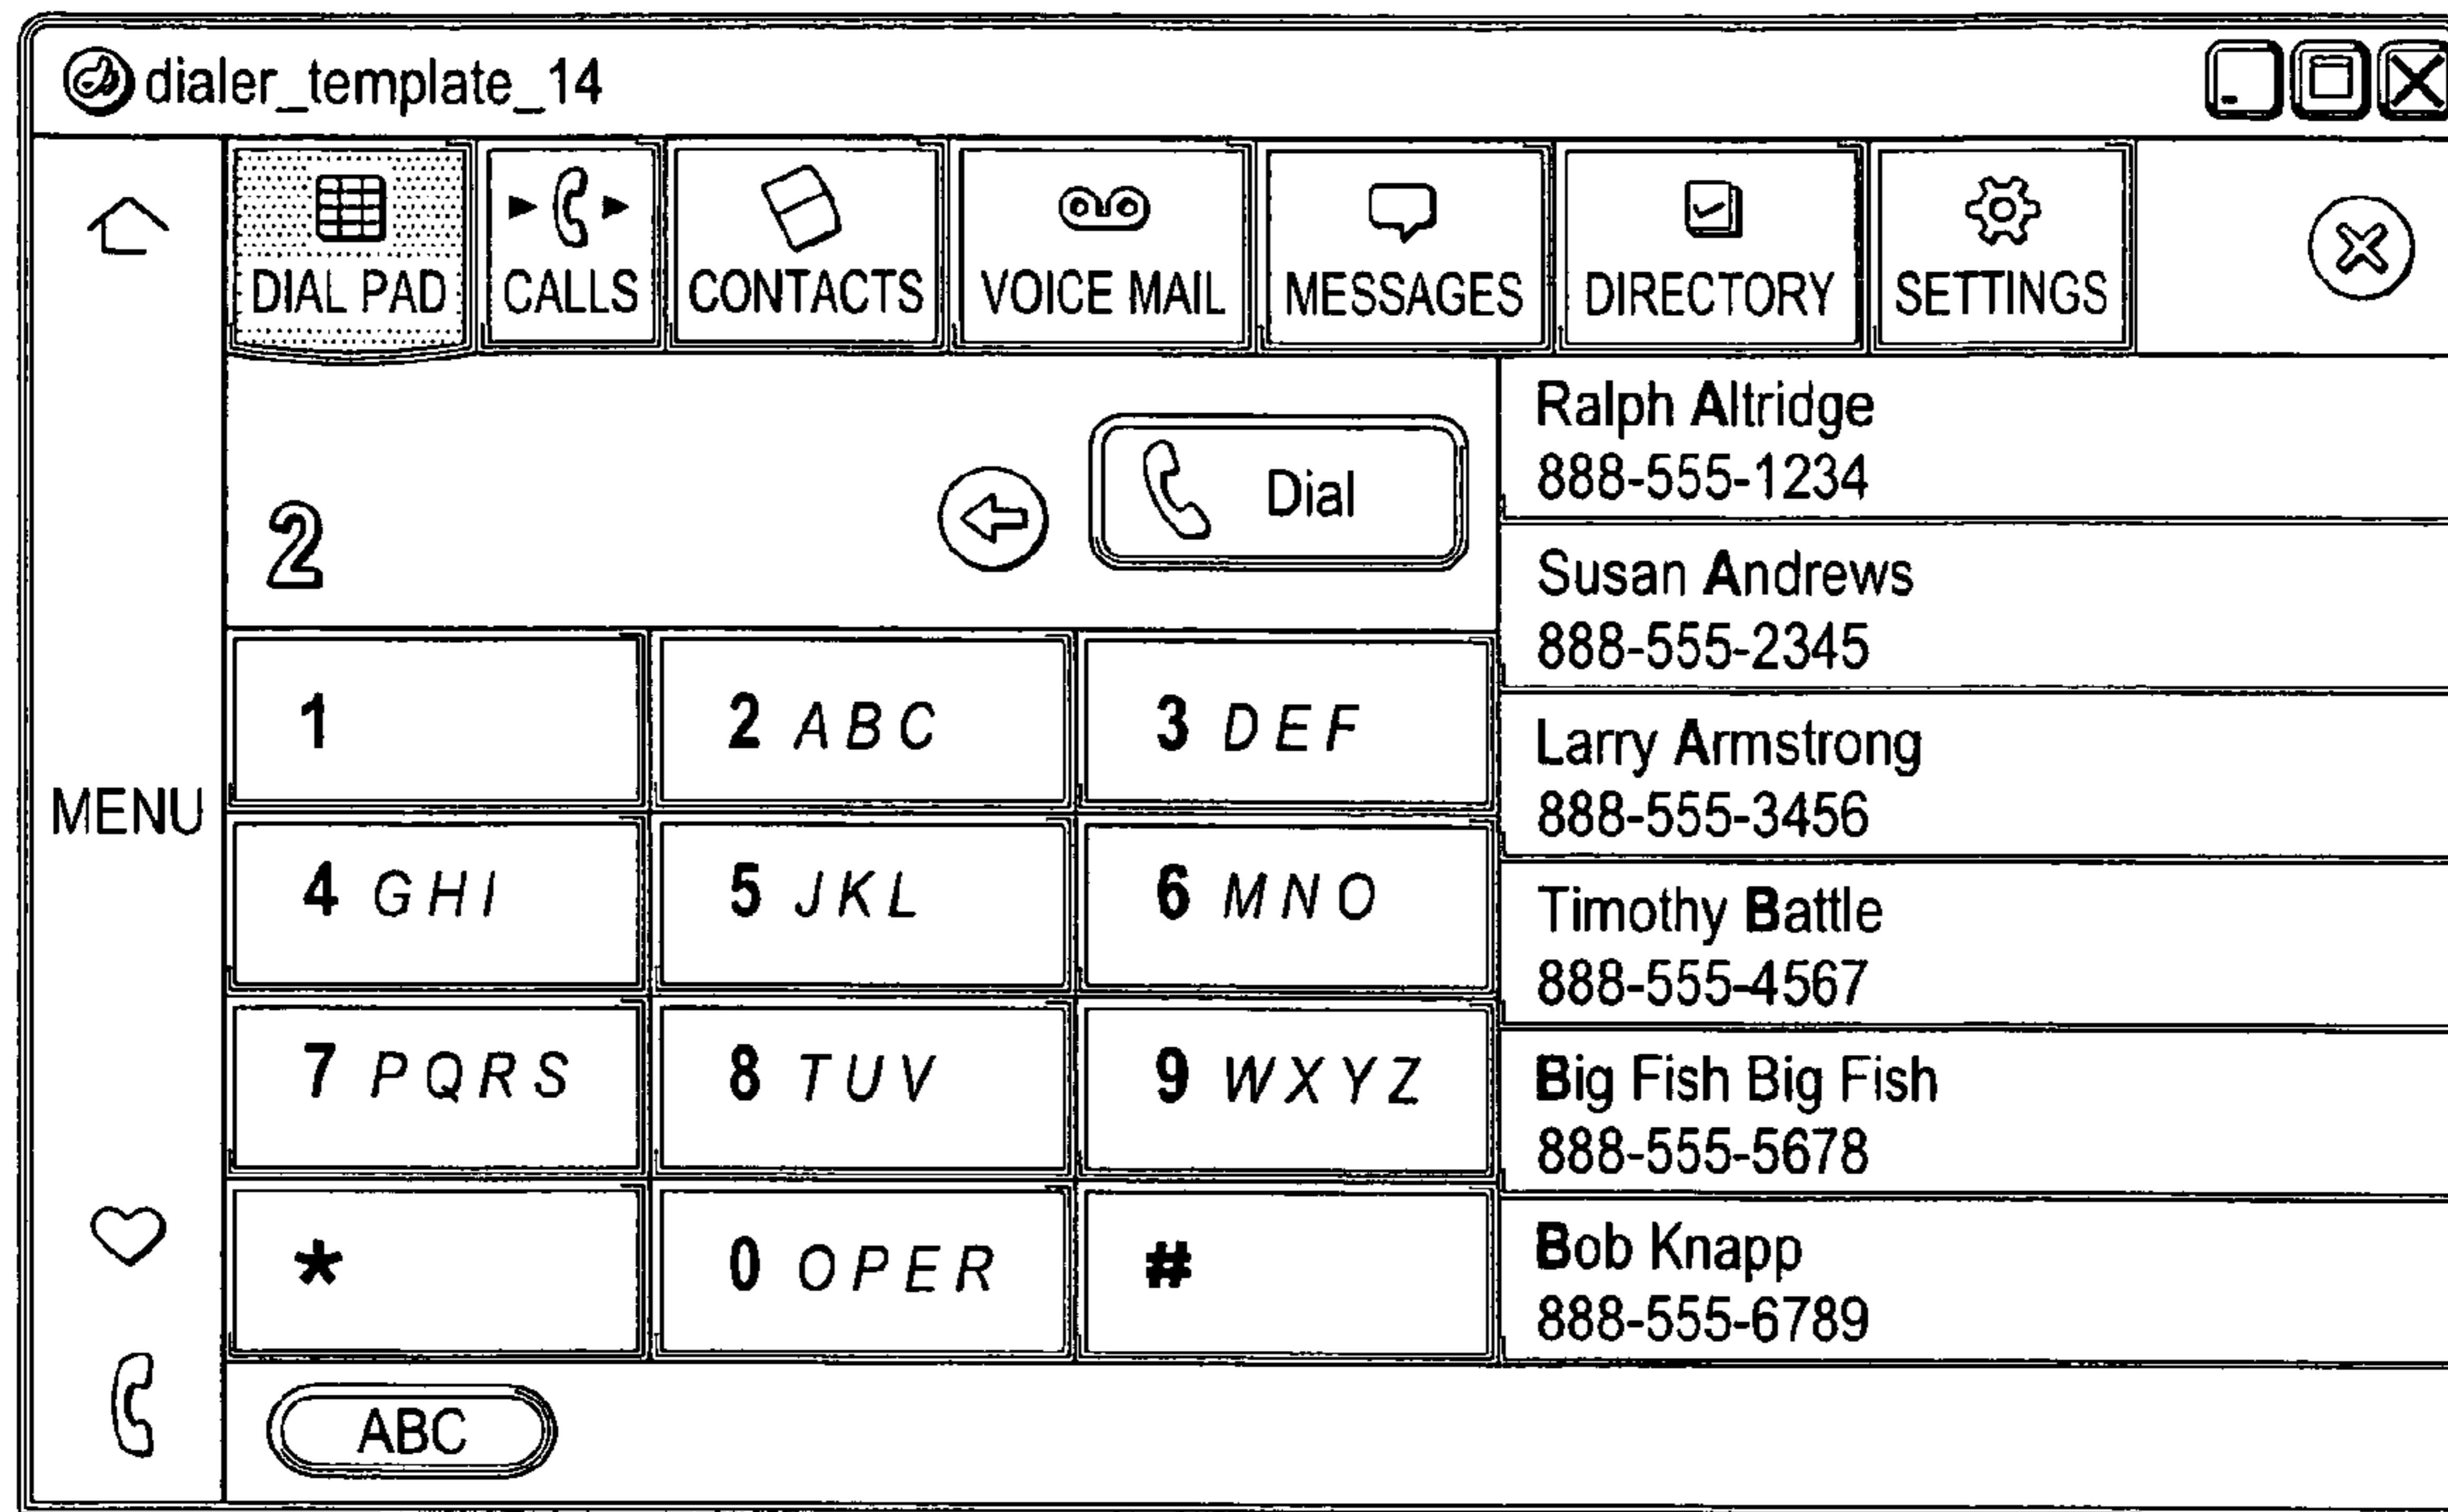 dialer_template_14
DIAL PAD CALLS CONTACTS VOICE MAIL MESSAGES DIRECTORY SETTINGS
2
Dial
1
2 ABC
3 DEF
MENU
4 GHI
5 JKL
6 MNO
7 PQRS
8 TUV
9 WXYZ
*
0 OPER
#
ABC
Ralph Altridge
888-555-1234
Susan Andrews
888-555-2345
Larry Armstrong
888-555-3456
Timothy Battle
888-555-4567
Big Fish Big Fish
888-555-5678
Bob Knapp
888-555-6789